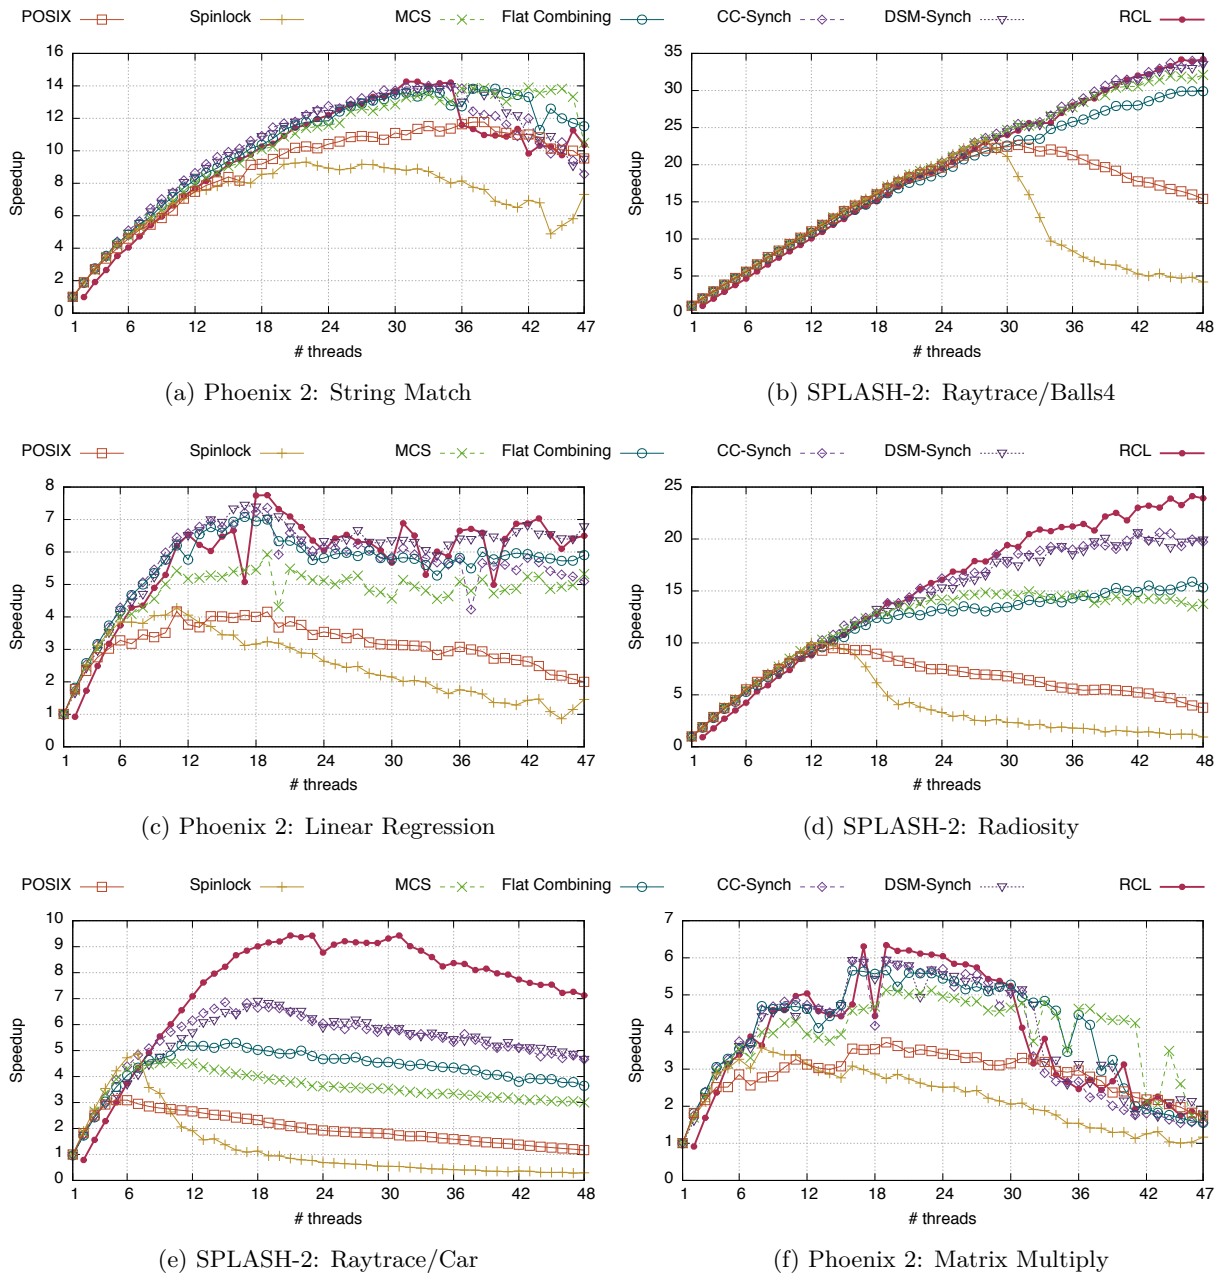 POSIX Spinlock MCS Flat Combining CC-Synch DSM-Synch RCL
16
14
12
10
8
6
4
2
0
Speedup
1 6 12 18 24 30 36 42 47
# threads
(a) Phoenix 2: String Match
35
30
25
20
15
10
5
0
Speedup
1 6 12 18 24 30 36 42 48
# threads
(b) SPLASH-2: Raytrace/Balls4
POSIX Spinlock MCS Flat Combining CC-Synch DSM-Synch RCL
8
7
6
5
4
3
2
1
0
Speedup
1 6 12 18 24 30 36 42 47
# threads
(c) Phoenix 2: Linear Regression
25
20
15
10
5
0
Speedup
1 6 12 18 24 30 36 42 48
# threads
(d) SPLASH-2: Radiosity
POSIX Spinlock MCS Flat Combining CC-Synch DSM-Synch RCL
10
9
8
7
6
5
4
3
2
1
0
Speedup
1 6 12 18 24 30 36 42 48
# threads
(e) SPLASH-2: Raytrace/Car
7
6
5
4
3
2
1
0
Speedup
1 6 12 18 24 30 36 42 47
# threads
(f) Phoenix 2: Matrix Multiply